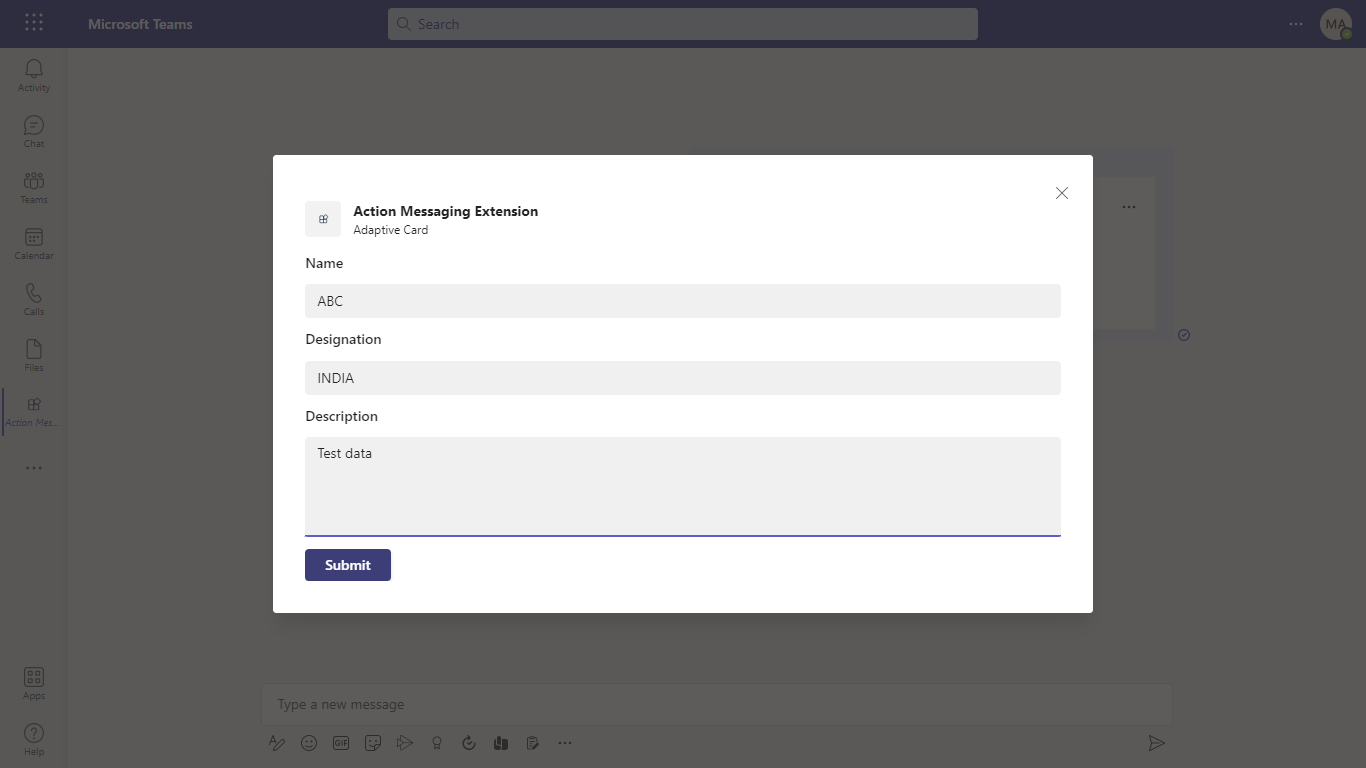 Microsoft Teams
Search
MA
Activity
Chat
Teams
Calendar
Calls
Files
Action Mes...
Apps
Help
Action Messaging Extension
Adaptive Card
Name
ABC
Designation
INDIA
Description
Test data
Submit
Type a new message
GIF